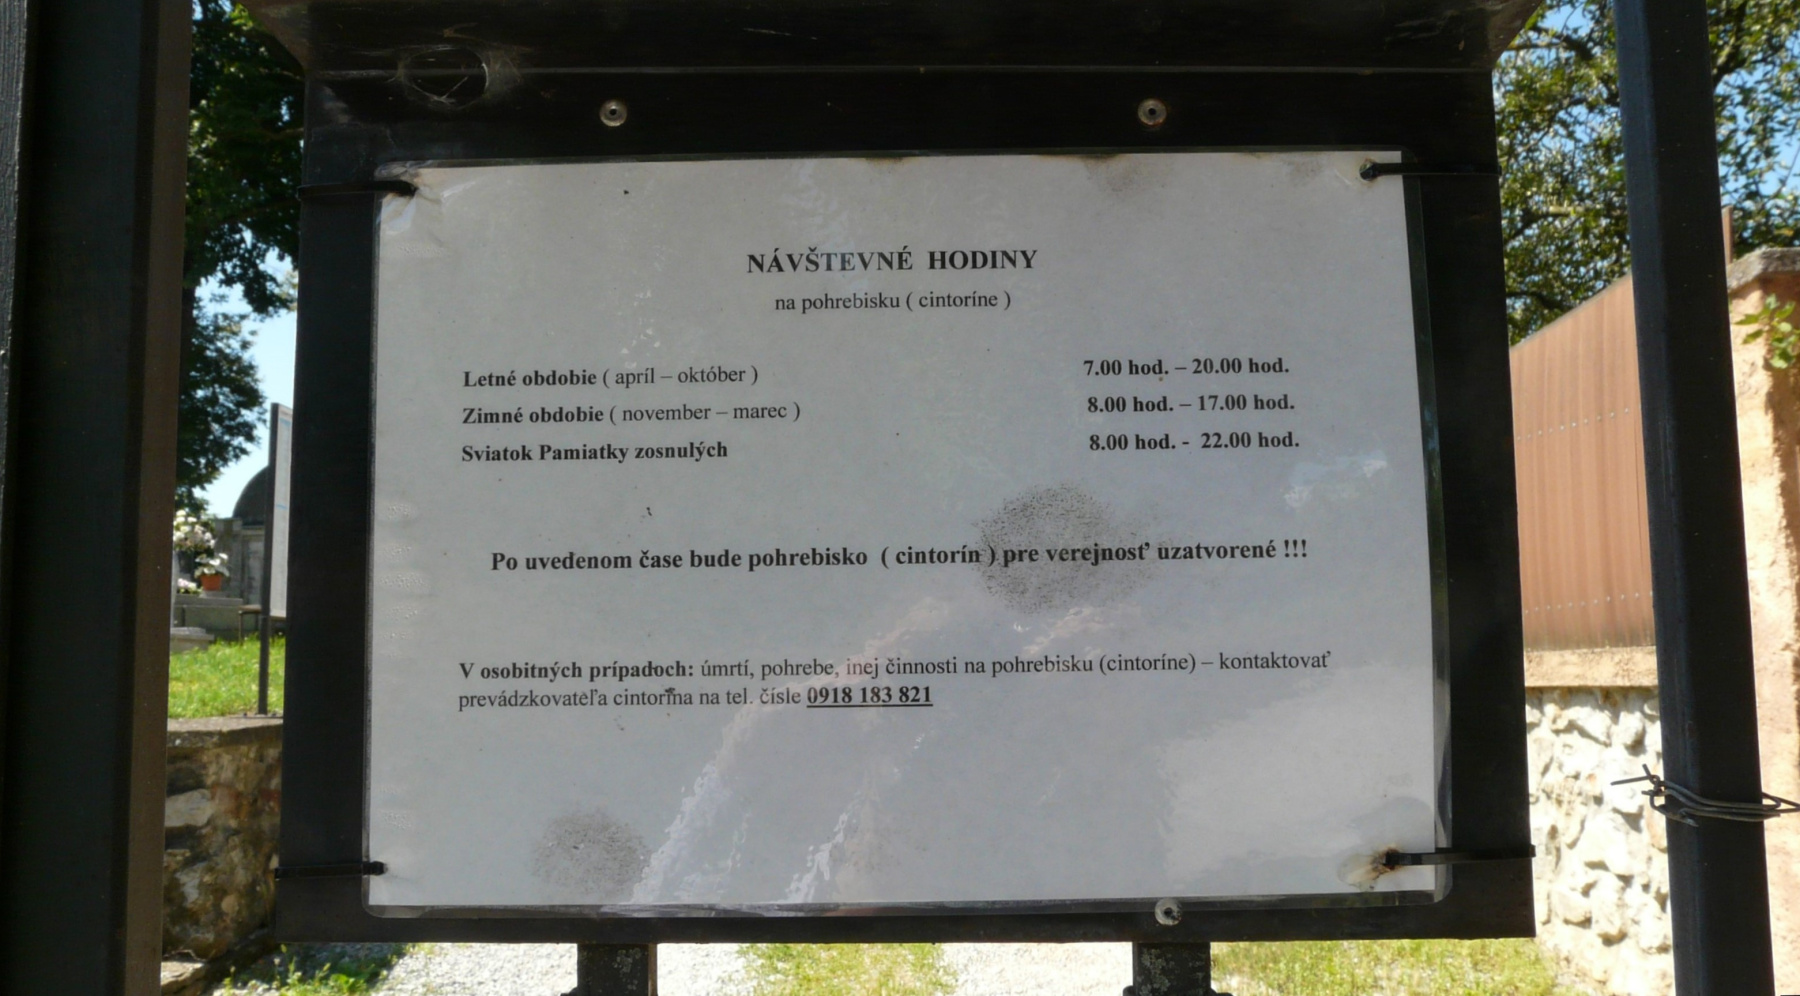 NÁVŠTEVNÉ HODINY
na pohrebisku ( cintoríne )
Letné obdobie ( apríl – október ) 7.00 hod. – 20.00 hod.
Zimné obdobie ( november – marec ) 8.00 hod. – 17.00 hod.
Sviatok Pamiatky zosnulých 8.00 hod. - 22.00 hod.
Po uvedenom čase bude pohrebisko ( cintorín ) pre verejnosť uzatvorené !!!
V osobitných prípadoch: úmrtí, pohrebe, inej činnosti na pohrebisku (cintoríne) – kontaktovať
prevádzkovateľa cintorína na tel. čísle 0918 183 821